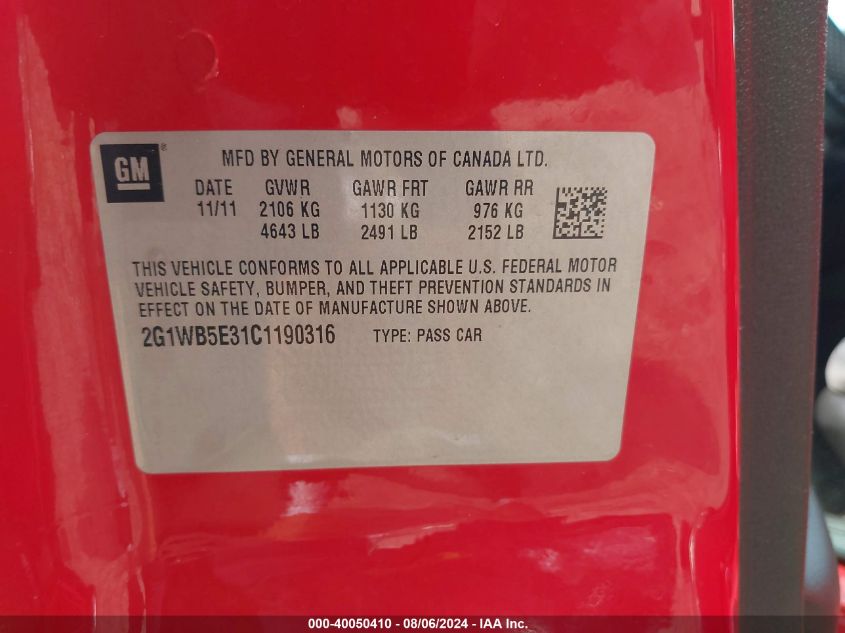 GM ® MFD BY GENERAL MOTORS OF CANADA LTD.
DATE GVWR GAWR FRT GAWR RR
11/11 2106 KG 1130 KG 976 KG
4643 LB 2491 LB 2152 LB
THIS VEHICLE CONFORMS TO ALL APPLICABLE U.S. FEDERAL MOTOR
VEHICLE SAFETY, BUMPER, AND THEFT PREVENTION STANDARDS IN
EFFECT ON THE DATE OF MANUFACTURE SHOWN ABOVE.
2G1WB5E31C1190316 TYPE: PASS CAR
000-40050410 - 08/06/2024 - IAA Inc.